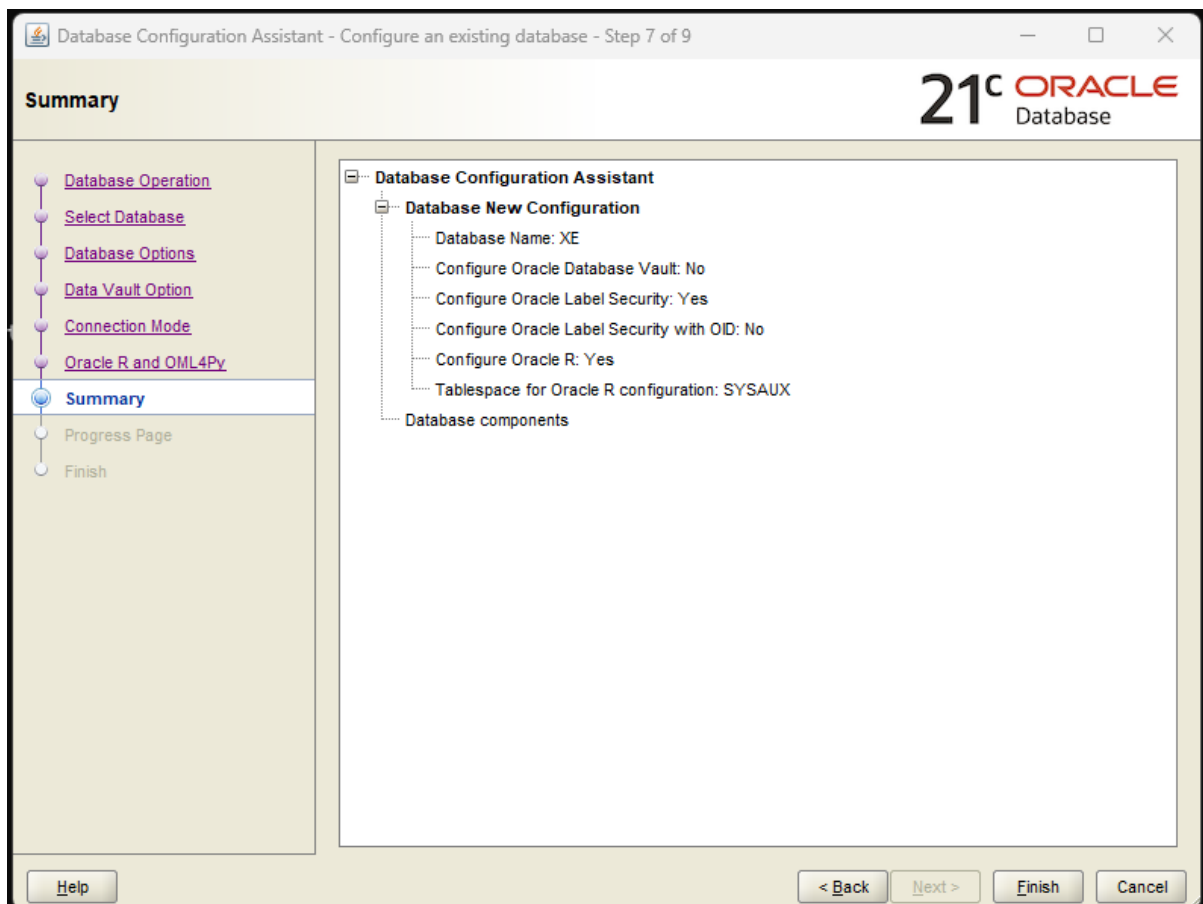 Database Configuration Assistant - Configure an existing database - Step 7 of 9
Summary
21c ORACLE
Database
Database Operation
Select Database
Database Options
Data Vault Option
Connection Mode
Oracle R and OML4Py
Summary
Progress Page
Finish
Database Configuration Assistant
Database New Configuration
Database Name: XE
Configure Oracle Database Vault: No
Configure Oracle Label Security: Yes
Configure Oracle Label Security with OID: No
Configure Oracle R: Yes
Tablespace for Oracle R configuration: SYSAUX
Database components
Help
< Back
Next >
Finish
Cancel